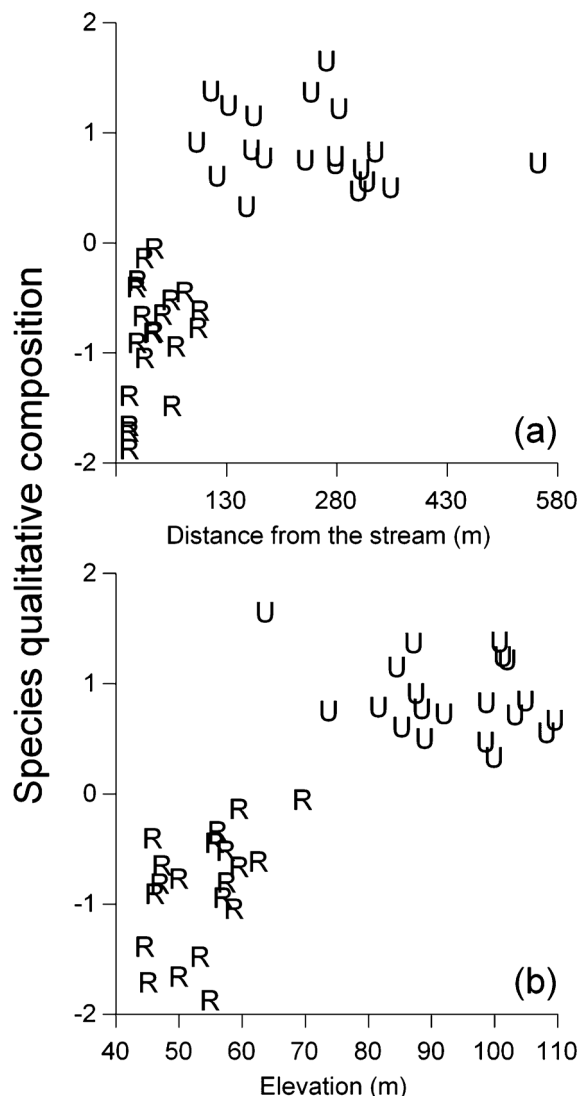 Species qualitative composition
2
1
0
-1
-2
(a)
130 280 430 580
Distance from the stream (m)
2
1
0
-1
-2
(b)
40 50 60 70 80 90 100 110
Elevation (m)